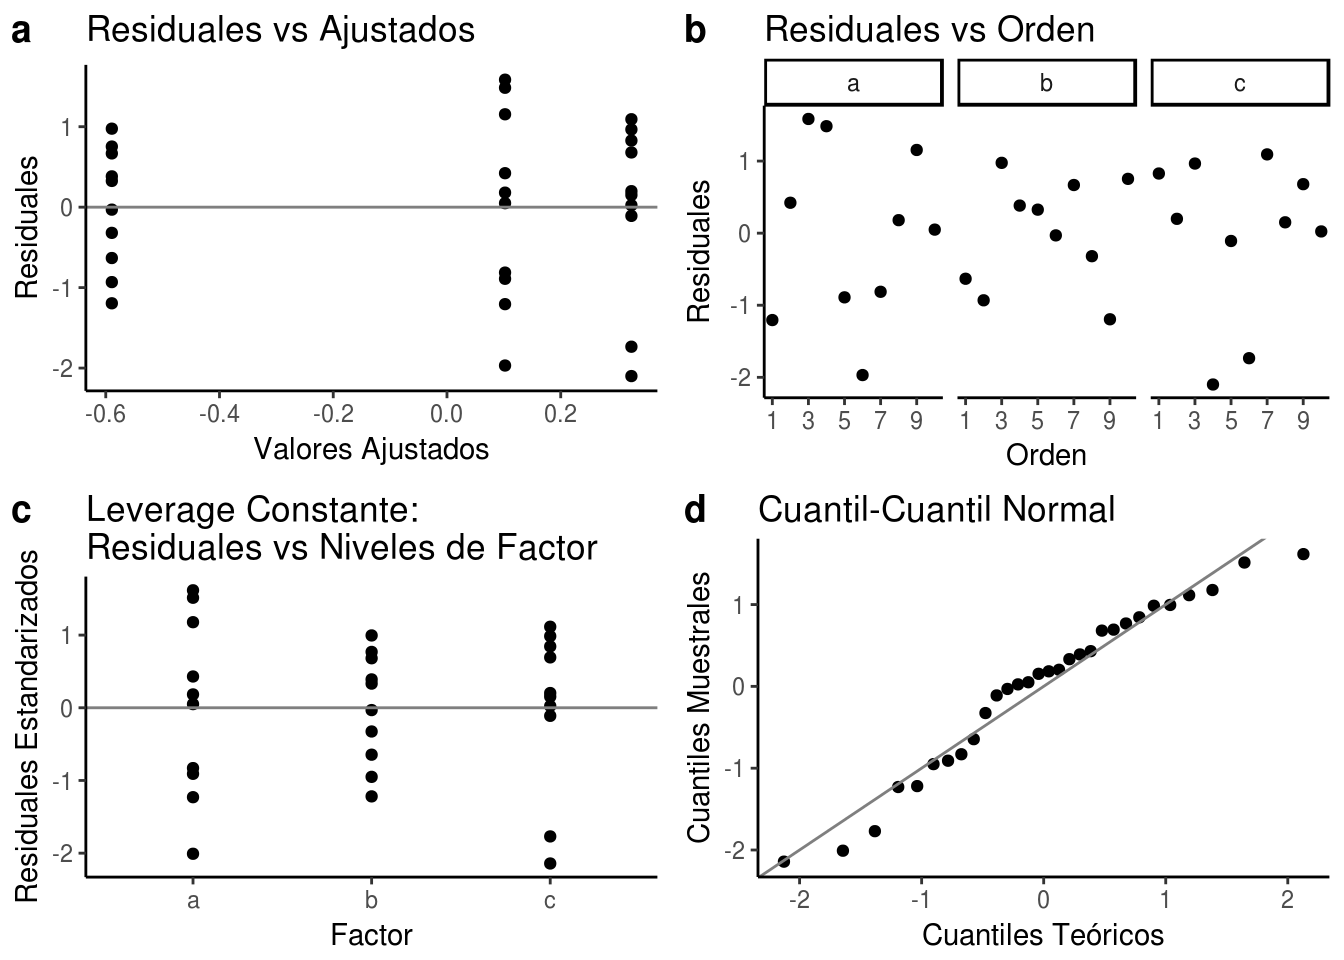 a Residuales vs Ajustados
Residuales
1
0
-1
-2
-0.6 -0.4 -0.2 0.0 0.2
Valores Ajustados
b Residuales vs Orden
a b c
Residuales
1
0
-1
-2
1 3 5 7 9 1 3 5 7 9 1 3 5 7 9
Orden
c Leverage Constante:
Residuales vs Niveles de Factor
Residuales Estandarizados
1
0
-1
-2
a b c
Factor
d Cuantil-Cuantil Normal
Cuantiles Muestrales
1
0
-1
-2
-2 -1 0 1 2
Cuantiles Teóricos